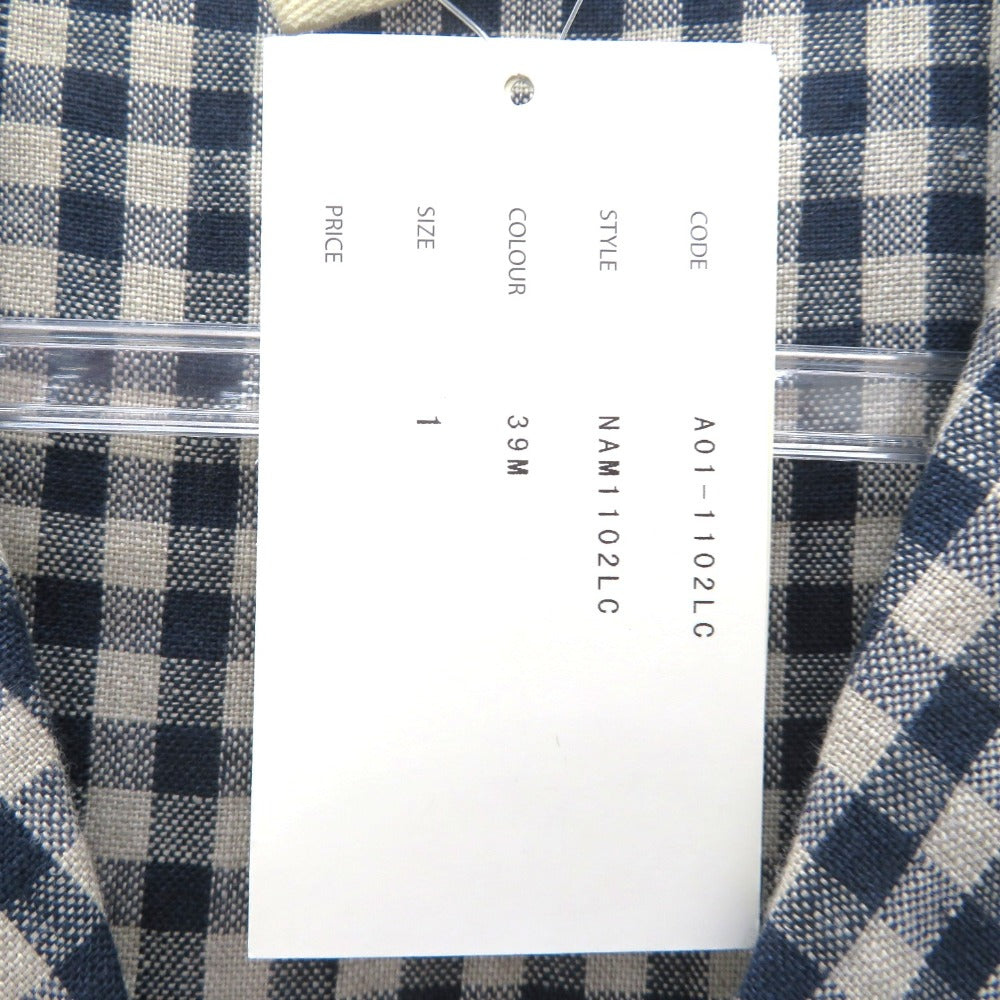 CODE A01-1102LC
STYLE NAM1102LC
COLOUR 39M
SIZE 1
PRICE